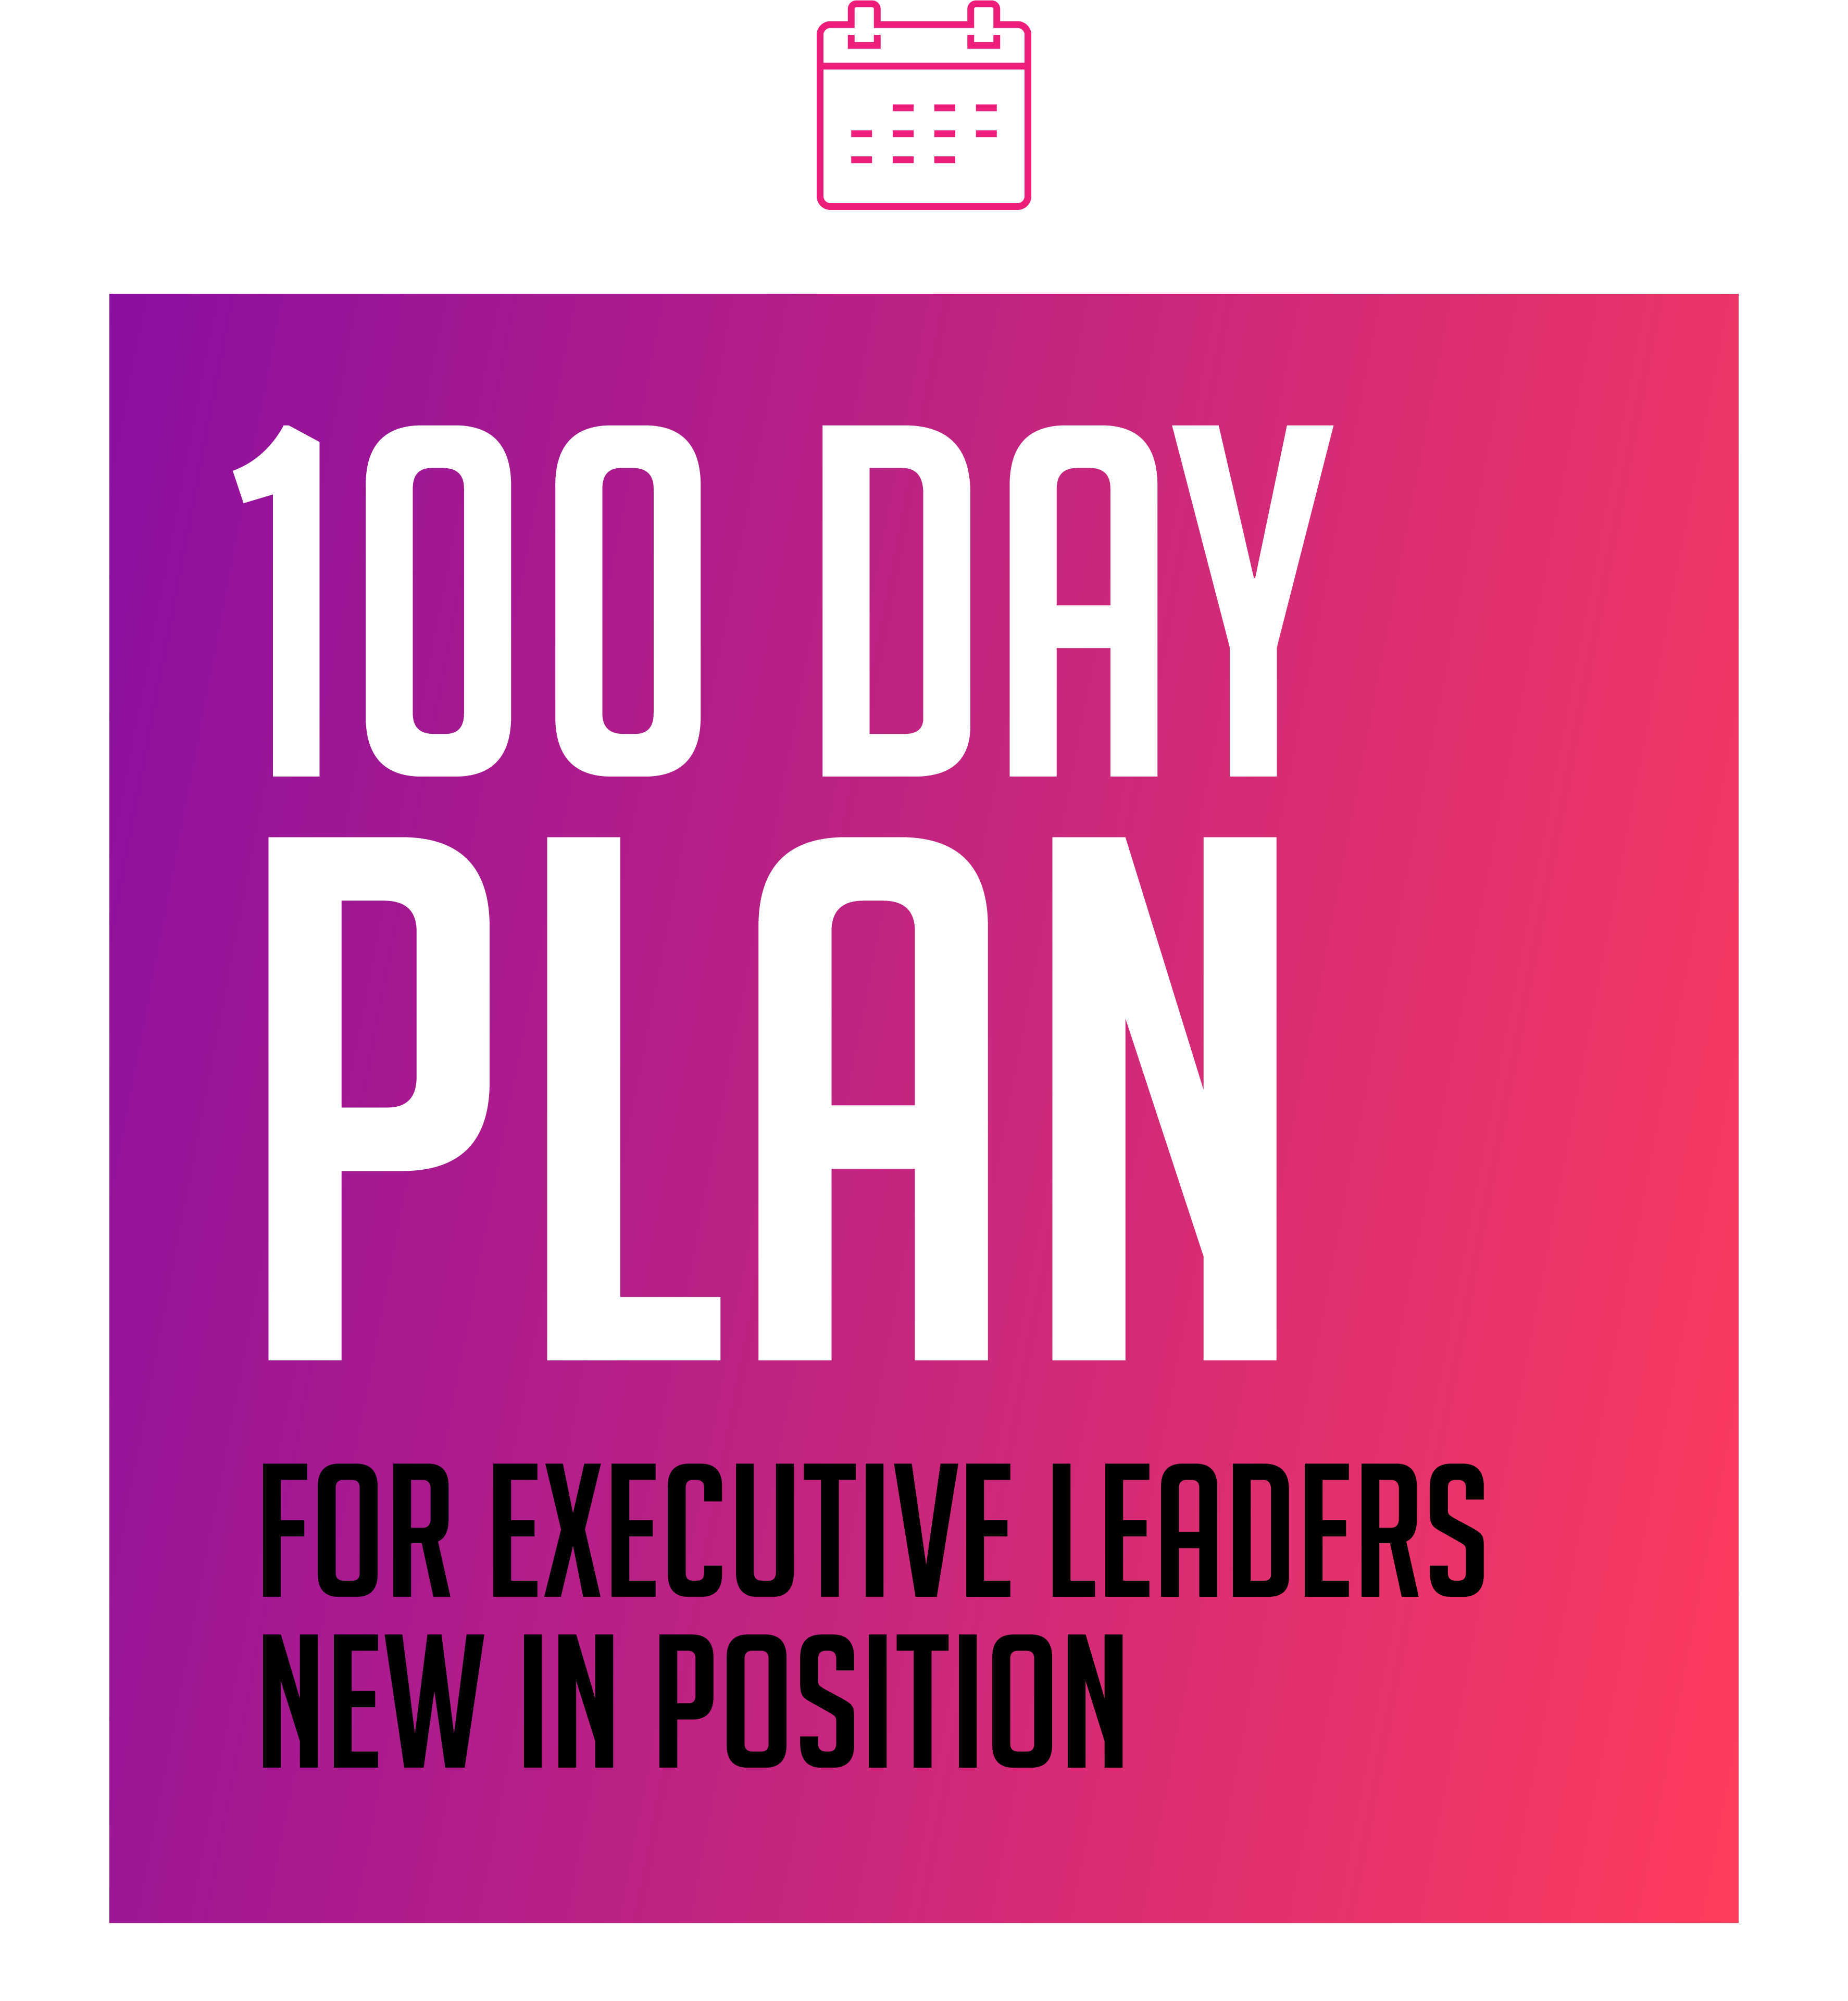 100 DAY
PLAN
FOR EXECUTIVE LEADERS
NEW IN POSITION